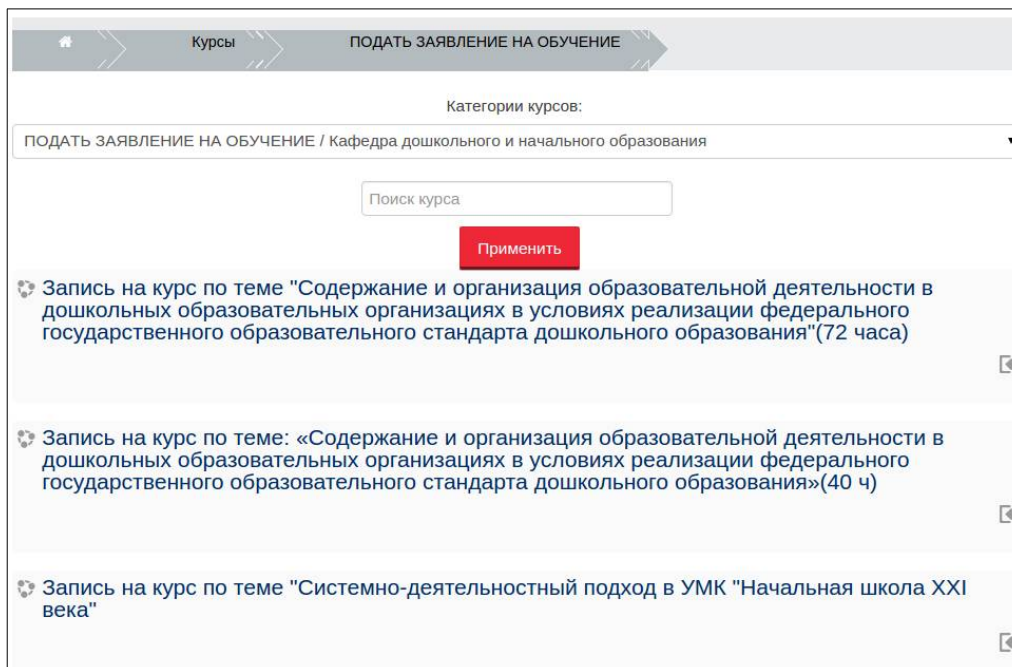 Курсы
ПОДАТЬ ЗАЯВЛЕНИЕ НА ОБУЧЕНИЕ
Категории курсов:
ПОДАТЬ ЗАЯВЛЕНИЕ НА ОБУЧЕНИЕ / Кафедра дошкольного и начального образования
Поиск курса
Применить
Запись на курс по теме "Содержание и организация образовательной деятельности в
дошкольных образовательных организациях в условиях реализации федерального
государственного образовательного стандарта дошкольного образования"(72 часа)
Запись на курс по теме: «Содержание и организация образовательной деятельности в
дошкольных образовательных организациях в условиях реализации федерального
государственного образовательного стандарта дошкольного образования»(40 ч)
Запись на курс по теме "Системно-деятельностный подход в УМК "Начальная школа XXI
века"